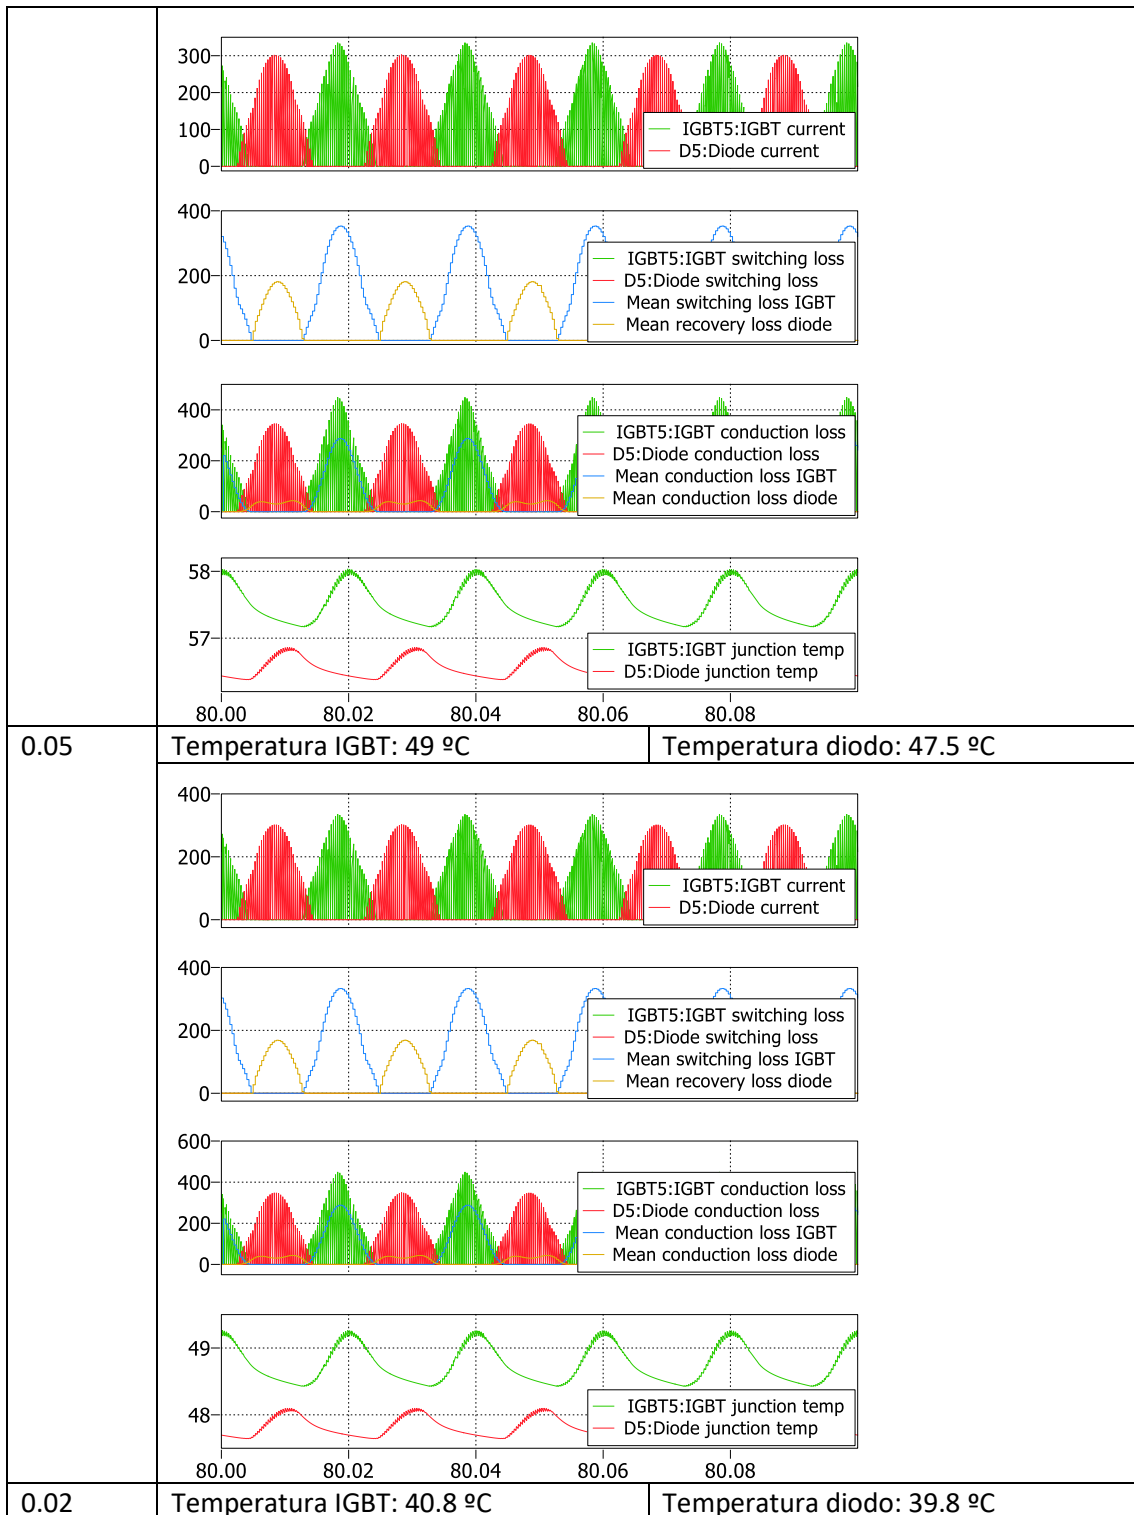 300
200
100
0
IGBT5:IGBT current
D5:Diode current
400
200
0
IGBT5:IGBT switching loss
D5:Diode switching loss
Mean switching loss IGBT
Mean recovery loss diode
400
200
0
IGBT5:IGBT conduction loss
D5:Diode conduction loss
Mean conduction loss IGBT
Mean conduction loss diode
58
57
IGBT5:IGBT junction temp
D5:Diode junction temp
80.00 80.02 80.04 80.06 80.08
0.05 Temperatura IGBT: 49 ºC Temperatura diodo: 47.5 ºC
400
200
0
IGBT5:IGBT current
D5:Diode current
400
200
0
IGBT5:IGBT switching loss
D5:Diode switching loss
Mean switching loss IGBT
Mean recovery loss diode
600
400
200
0
IGBT5:IGBT conduction loss
D5:Diode conduction loss
Mean conduction loss IGBT
Mean conduction loss diode
49
48
IGBT5:IGBT junction temp
D5:Diode junction temp
80.00 80.02 80.04 80.06 80.08
0.02 Temperatura IGBT: 40.8 ºC Temperatura diodo: 39.8 ºC